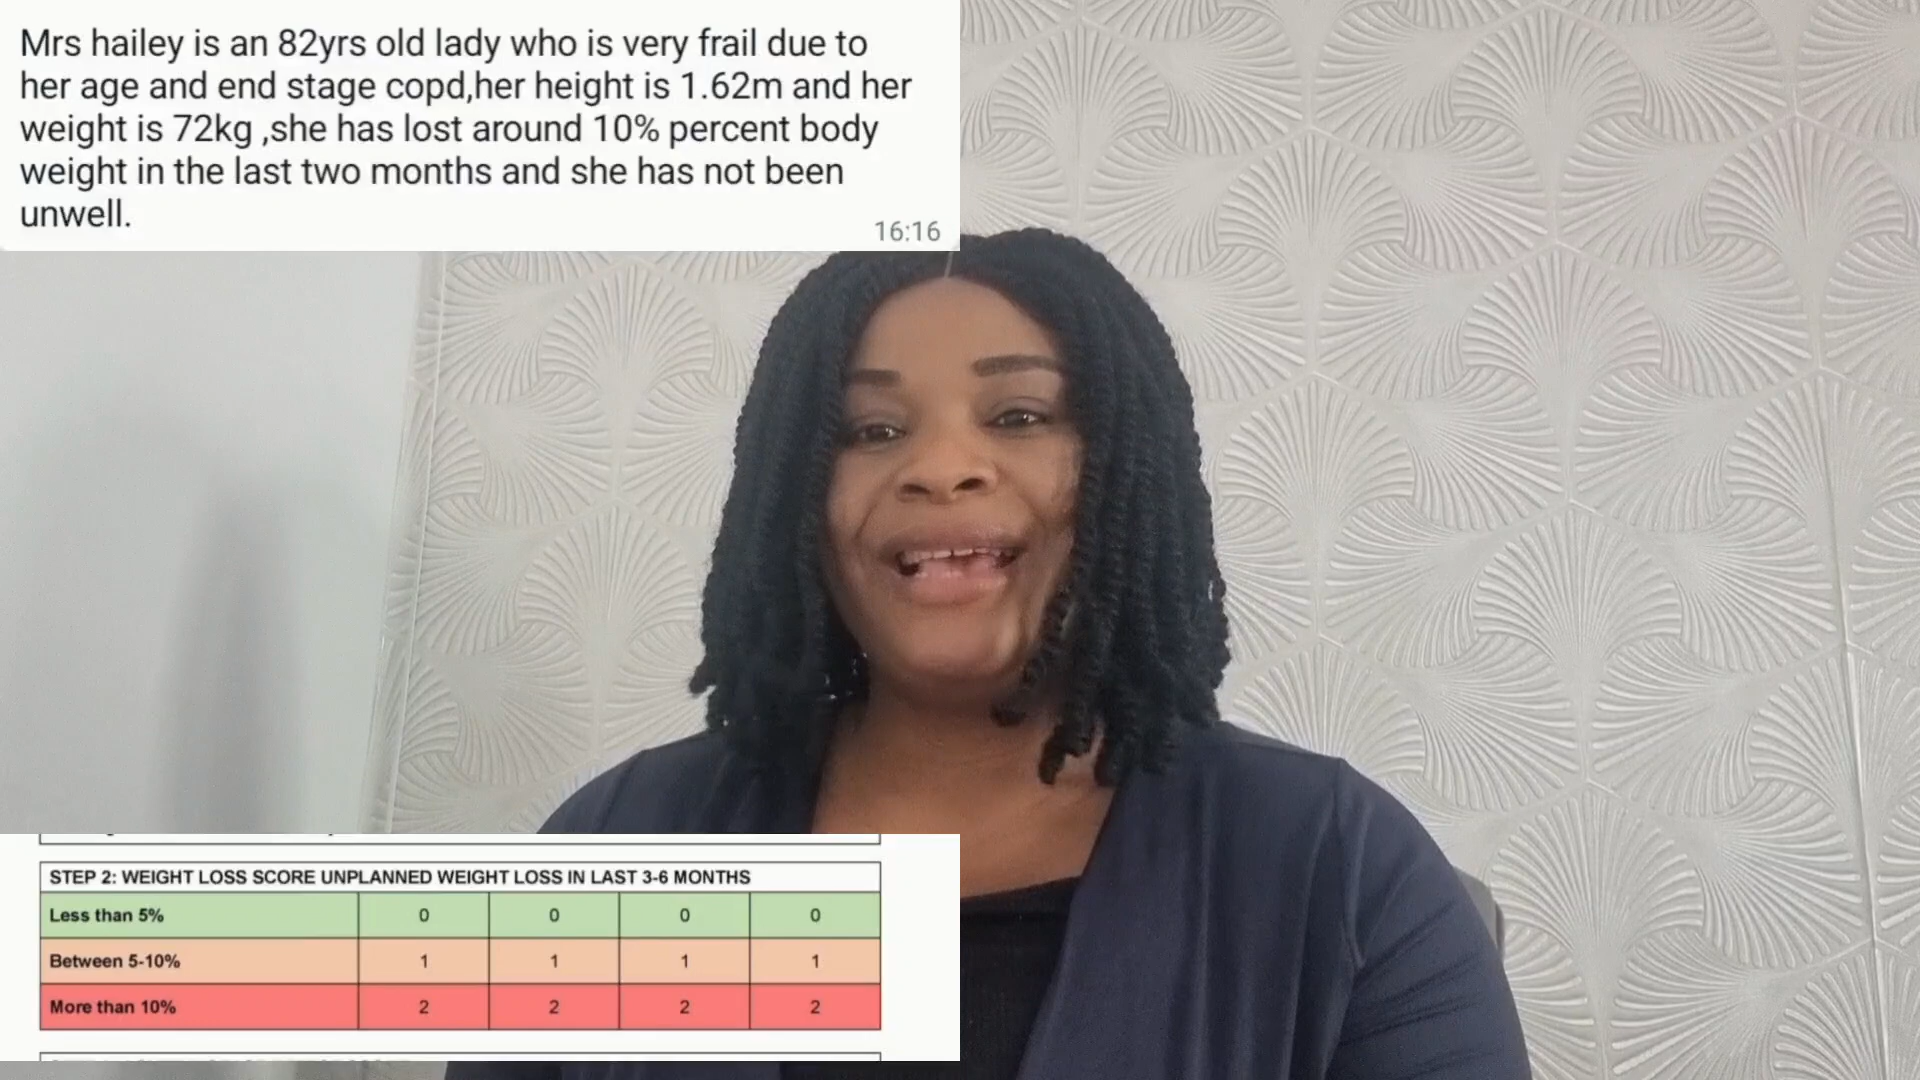 Mrs hailey is an 82yrs old lady who is very frail due to
her age and end stage copd,her height is 1.62m and her
weight is 72kg ,she has lost around 10% percent body
weight in the last two months and she has not been
unwell.
16:16
STEP 2: WEIGHT LOSS SCORE UNPLANNED WEIGHT LOSS IN LAST 3-6 MONTHS
Less than 5% 0 0 0 0
Between 5-10% 1 1 1 1
More than 10% 2 2 2 2